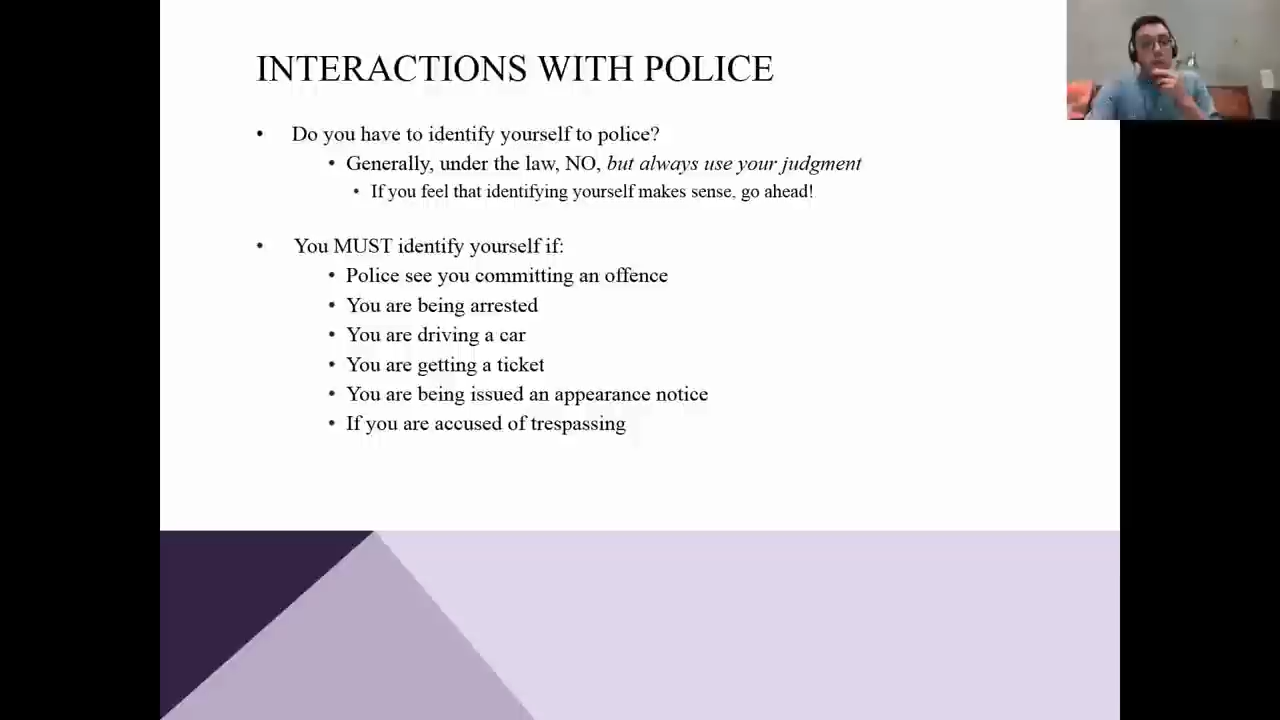 INTERACTIONS WITH POLICE
• Do you have to identify yourself to police?
• Generally, under the law, NO, but always use your judgment
• If you feel that identifying yourself makes sense, go ahead!
• You MUST identify yourself if:
• Police see you committing an offence
• You are being arrested
• You are driving a car
• You are getting a ticket
• You are being issued an appearance notice
• If you are accused of trespassing